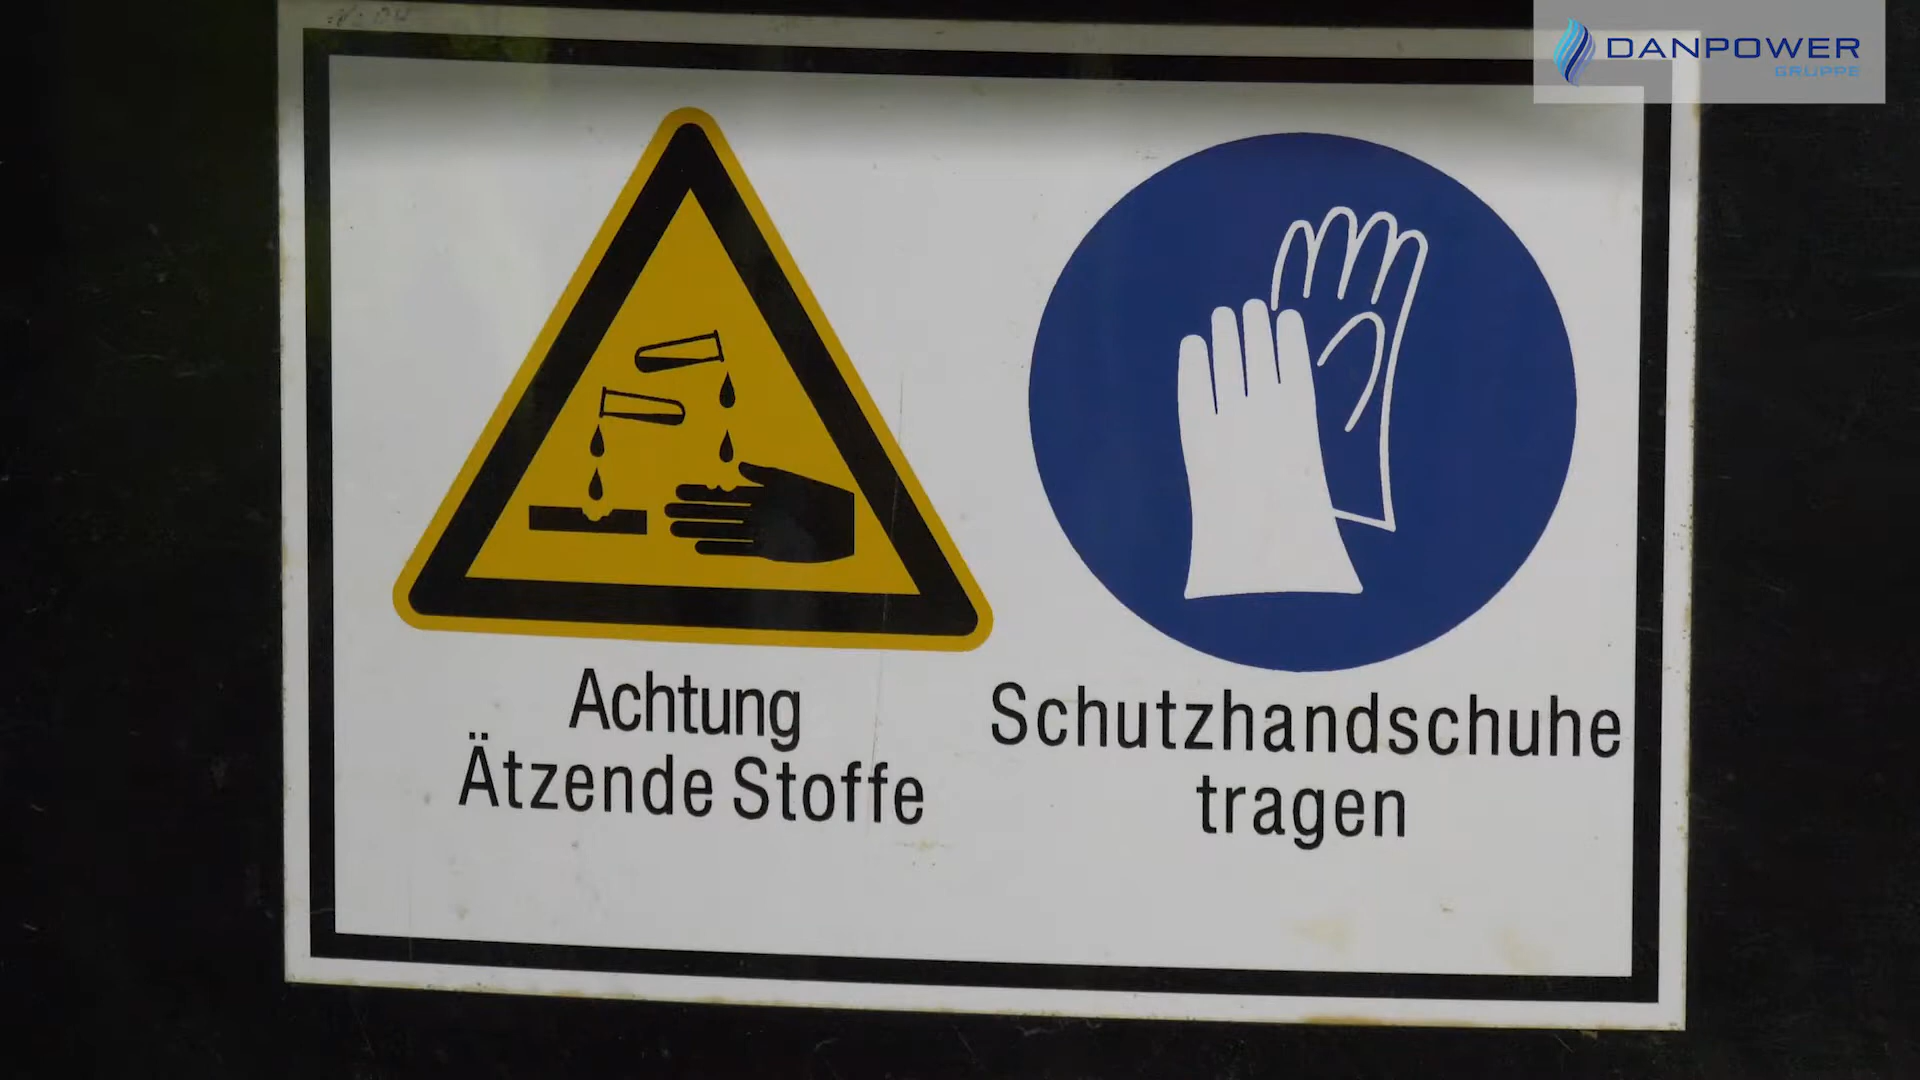 DANPOWER
GRUPPE
Achtung
Ätzende Stoffe
Schutzhandschuhe
tragen